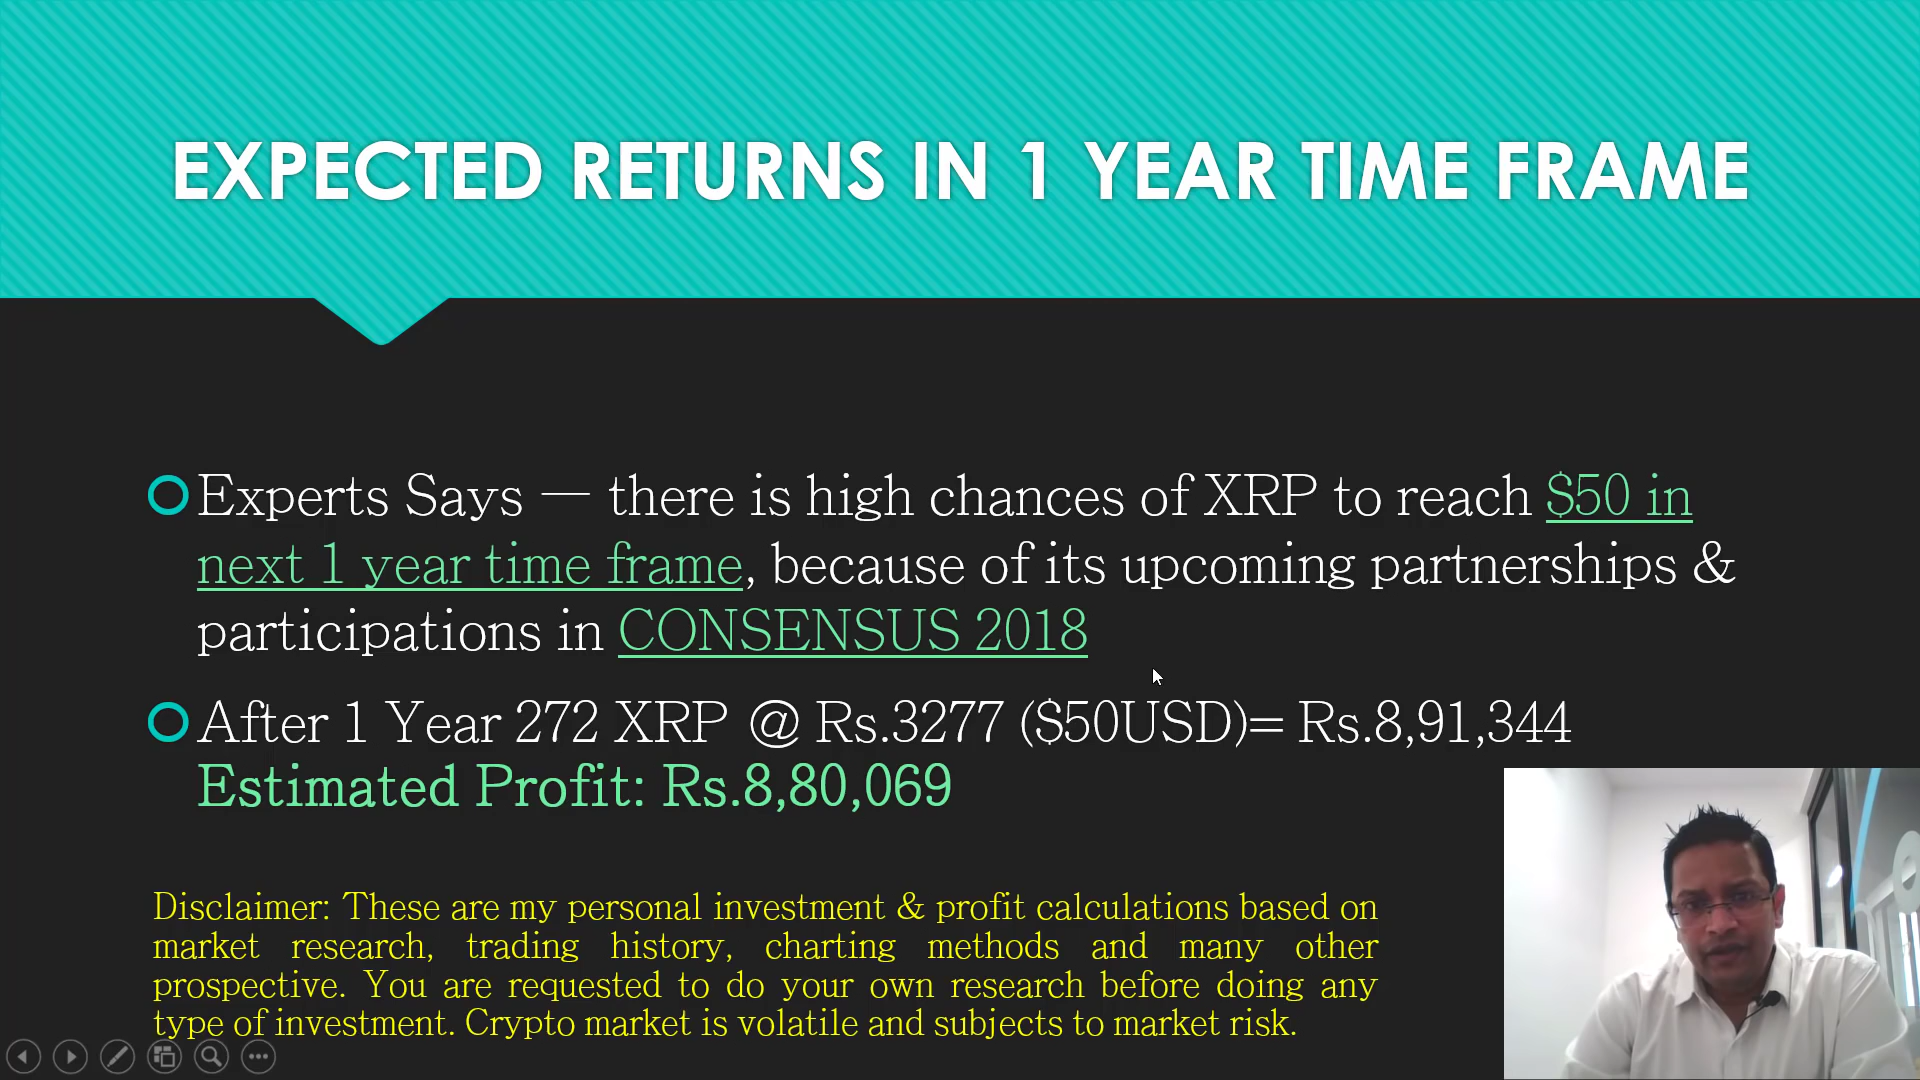 EXPECTED RETURNS IN 1 YEAR TIME FRAME
Experts Says — there is high chances of XRP to reach $50 in
next 1 year time frame, because of its upcoming partnerships &
participations in CONSENSUS 2018
After 1 Year 272 XRP @ Rs.3277 ($50USD)= Rs.8,91,344
Estimated Profit: Rs.8,80,069
Disclaimer: These are my personal investment & profit calculations based on
market research, trading history, charting methods and many other
prospective. You are requested to do your own research before doing any
type of investment. Crypto market is volatile and subjects to market risk.